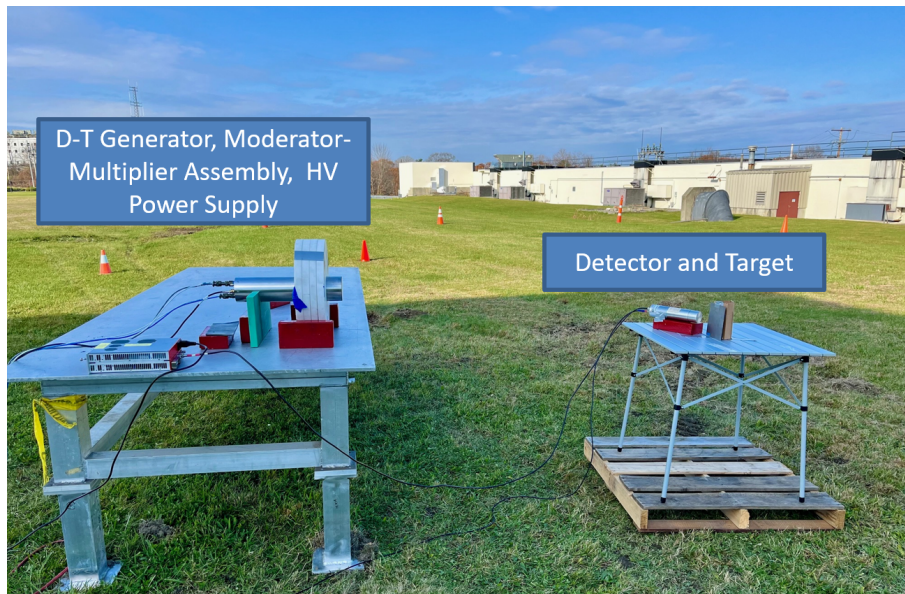 D-T Generator, Moderator-
Multiplier Assembly, HV
Power Supply
Detector and Target